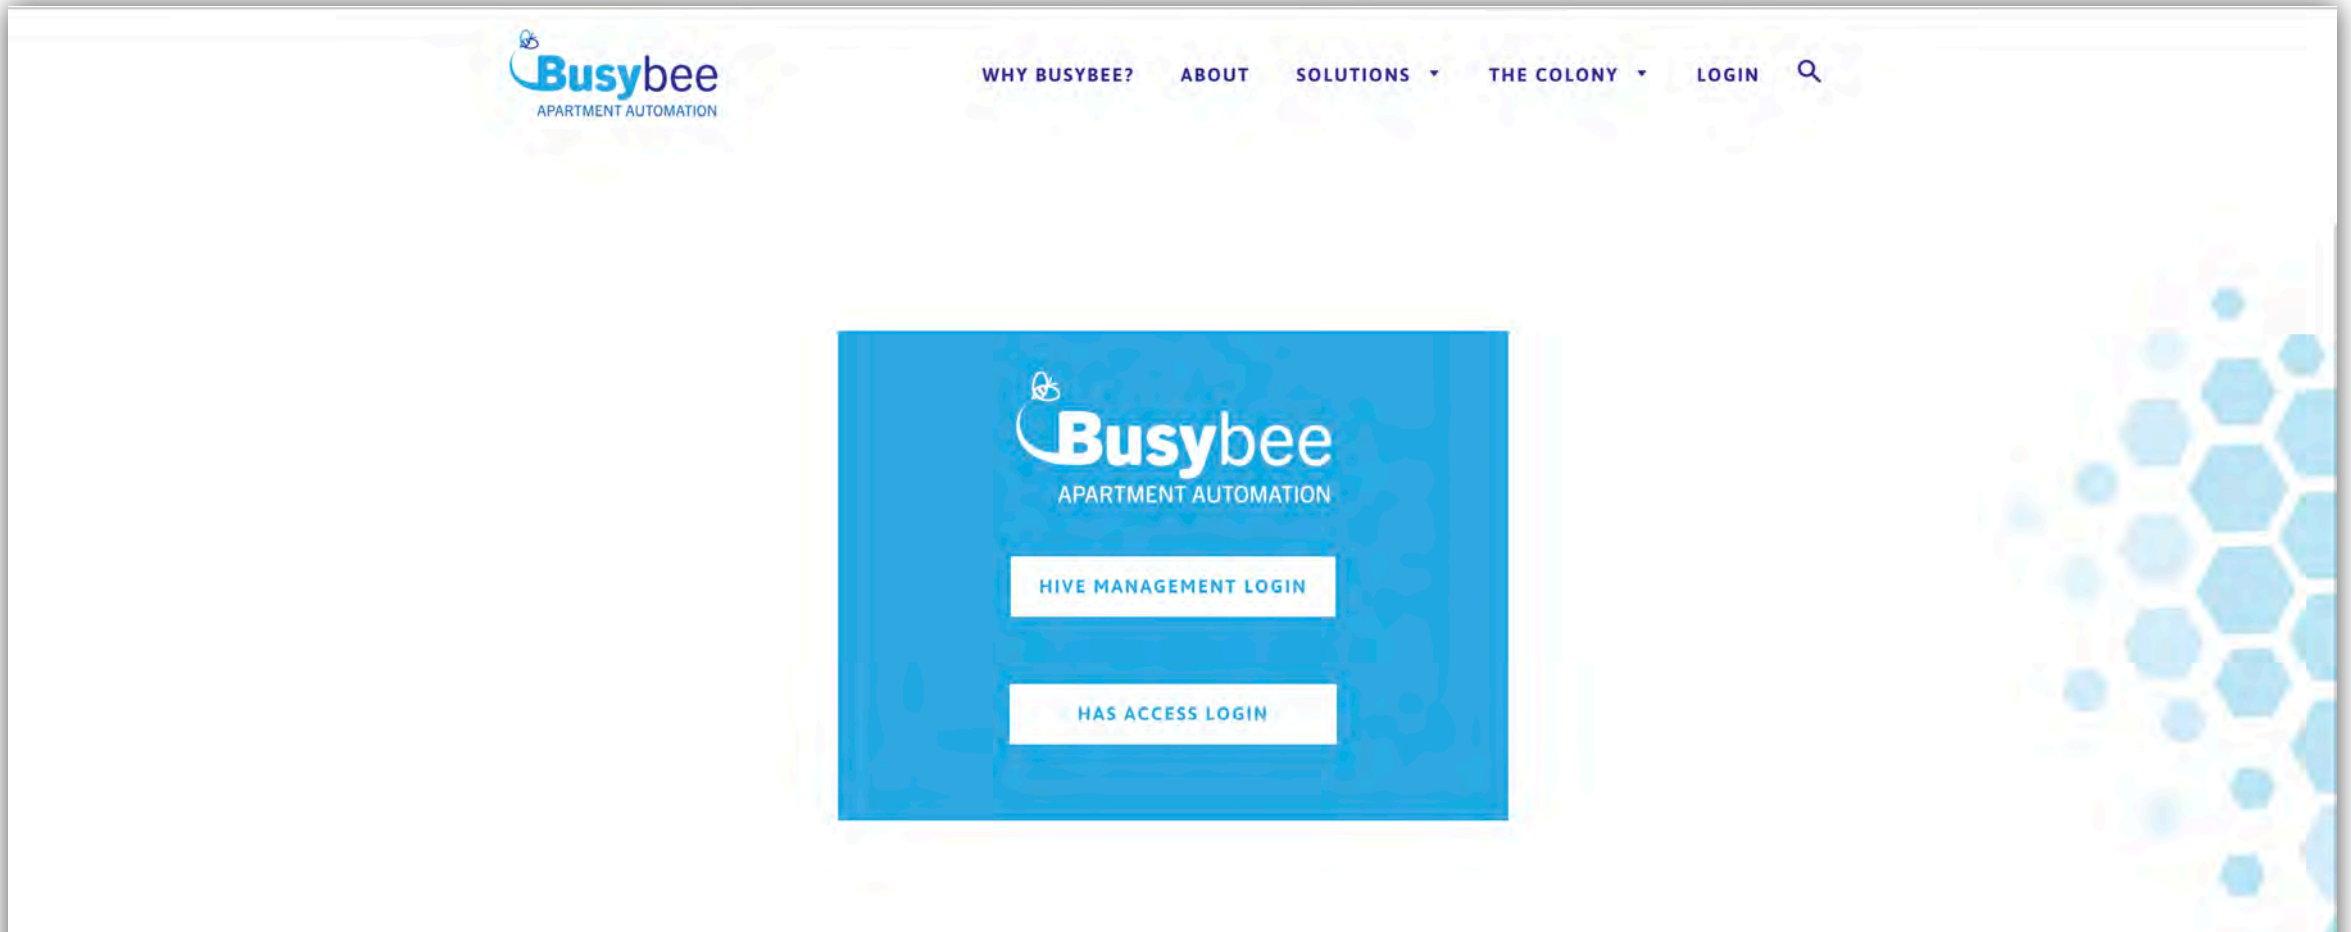 Busybee
APARTMENT AUTOMATION
WHY BUSYBEE? ABOUT SOLUTIONS THE COLONY LOGIN
Busybee
APARTMENT AUTOMATION
HIVE MANAGEMENT LOGIN
HAS ACCESS LOGIN